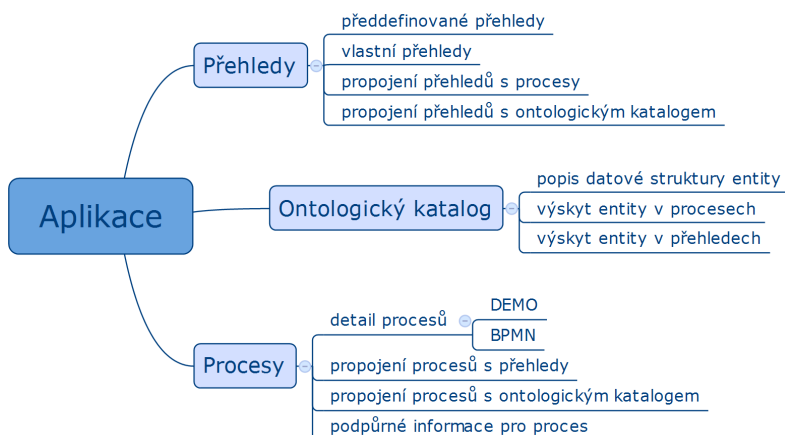 předdefinované přehledy
vlastní přehledy
Přehledy
propojení přehledů s procesy
propojení přehledů s ontologickým katalogem
Aplikace
popis datové struktury entity
Ontologický katalog
výskyt entity v procesech
výskyt entity v přehledech
DEMO
detail procesů
BPMN
Procesy
propojení procesů s přehledy
propojení procesů s ontologickým katalogem
podpůrné informace pro proces